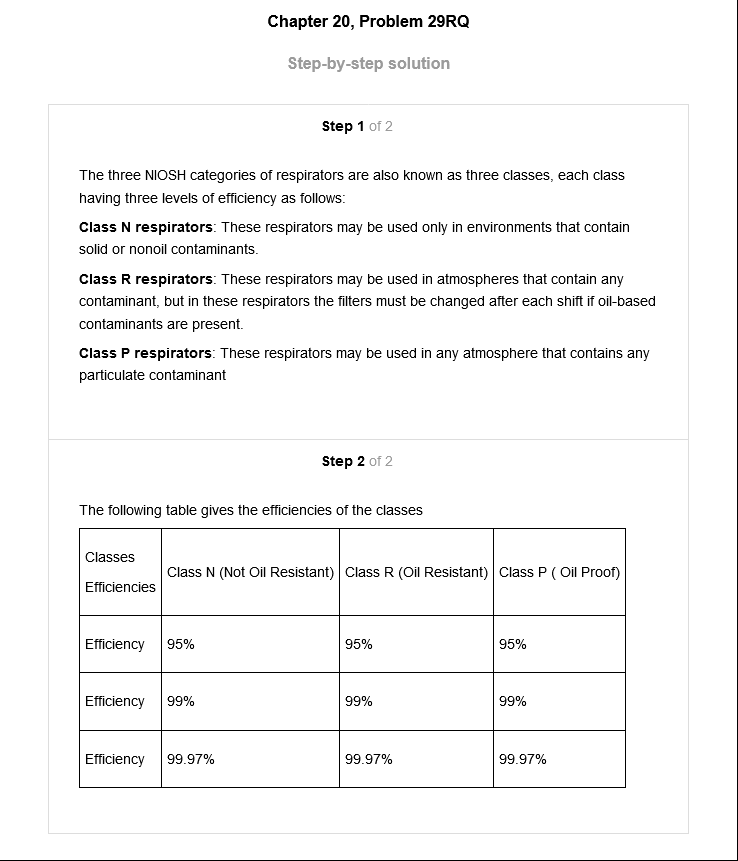 Chapter 20, Problem 29RQ
Step-by-step solution
Step 1 of 2
The three NIOSH categories of respirators are also known as three classes, each class
having three levels of efficiency as follows:
Class N respirators: These respirators may be used only in environments that contain
solid or nonoil contaminants.
Class R respirators: These respirators may be used in atmospheres that contain any
contaminant, but in these respirators the filters must be changed after each shift if oil-based
contaminants are present.
Class P respirators: These respirators may be used in any atmosphere that contains any
particulate contaminant
Step 2 of 2
The following table gives the efficiencies of the classes
Classes
Efficiencies
Class N (Not Oil Resistant) Class R (Oil Resistant) Class P ( Oil Proof)
Efficiency 95% 95% 95%
Efficiency 99% 99% 99%
Efficiency 99.97% 99.97% 99.97%